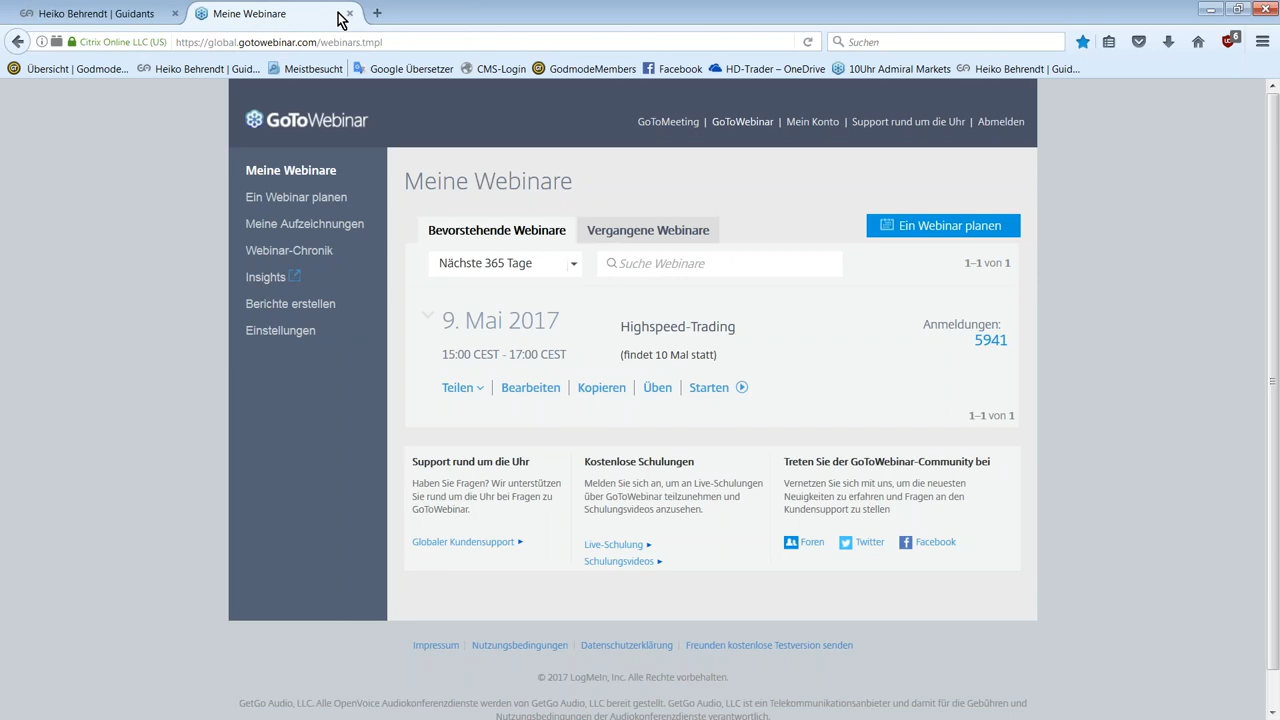 Heiko Behrendt | Guidants
Meine Webinare
Citrix Online LLC (US)
https://global.gotowebinar.com/webinars.tmpl
Suchen
6
Übersicht | Godmode...
Heiko Behrendt | Guid...
Meistbesucht
Google Übersetzer
CMS-Login
GodmodeMembers
Facebook
HD-Trader – OneDrive
10Uhr Admiral Markets
Heiko Behrendt | Guid...
GoToWebinar
GoToMeeting | GoToWebinar | Mein Konto | Support rund um die Uhr | Abmelden
Meine Webinare
Ein Webinar planen
Meine Aufzeichnungen
Webinar-Chronik
Insights
Berichte erstellen
Einstellungen
Meine Webinare
Bevorstehende Webinare
Vergangene Webinare
Ein Webinar planen
Nächste 365 Tage
Suche Webinare
1–1 von 1
9. Mai 2017
Highspeed-Trading
Anmeldungen:
5941
15:00 CEST - 17:00 CEST
(findet 10 Mal statt)
Teilen | Bearbeiten | Kopieren | Üben | Starten
1–1 von 1
Support rund um die Uhr
Haben Sie Fragen? Wir unterstützen
Sie rund um die Uhr bei Fragen zu
GoToWebinar.
Globaler Kundensupport
Kostenlose Schulungen
Melden Sie sich an, um an Live-Schulungen
über GoToWebinar teilzunehmen und
Schulungsvideos anzusehen.
Live-Schulung
Schulungsvideos
Treten Sie der GoToWebinar-Community bei
Vernetzen Sie sich mit uns, um die neuesten
Neuigkeiten zu erfahren und Fragen an den
Kundensupport zu stellen
Foren
Twitter
Facebook
Impressum | Nutzungsbedingungen | Datenschutzerklärung | Freunden kostenlose Testversion senden
© 2017 LogMeIn, Inc. Alle Rechte vorbehalten.
GetGo Audio, LLC. Alle OpenVoice Audiokonferenzdienste werden von GetGo Audio, LLC bereit gestellt. GetGo Audio, LLC ist ein Telekommunikationsanbieter und damit für die Gebühren und
Nutzungsbedingungen der Audiokonferenzdienste verantwortlich.